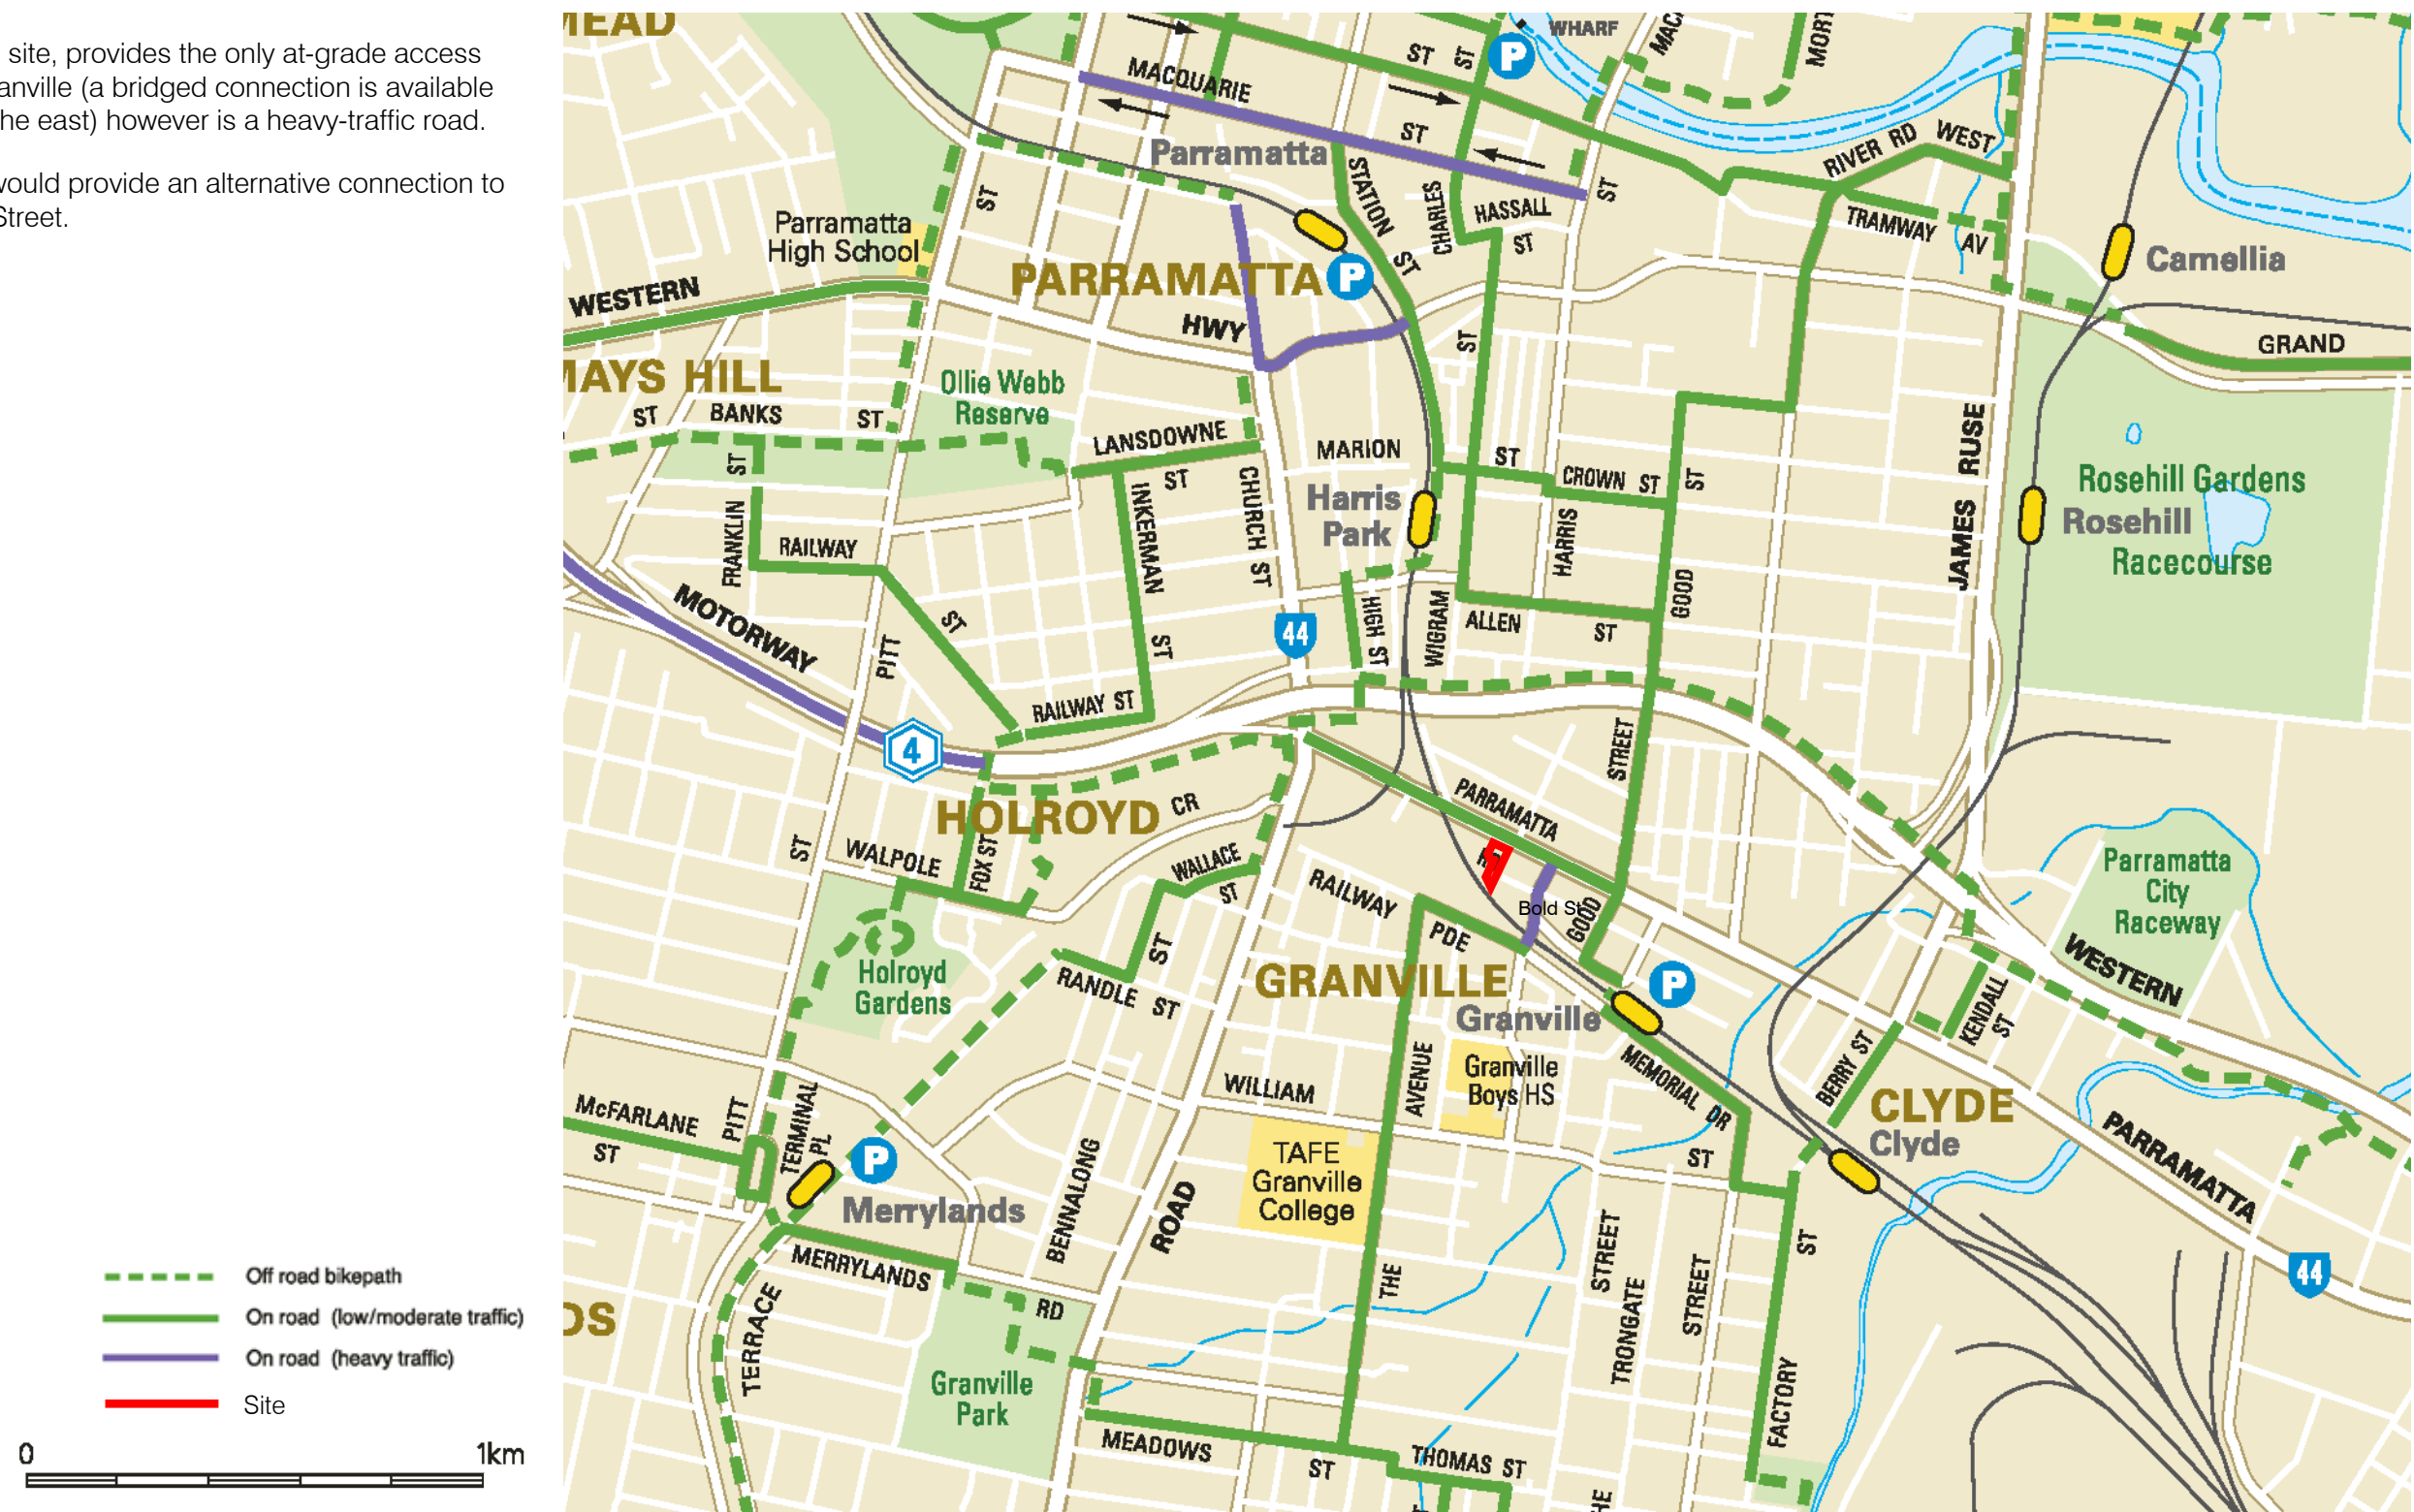 site, provides the only at-grade access
anville (a bridged connection is available
the east) however is a heavy-traffic road.
would provide an alternative connection to
Street.
Off road bikepath
On road (low/moderate traffic)
On road (heavy traffic)
Site
0 1km
MEAD
WHARF
ST
ST
P
MACQUARIE
ST
Parramatta
STATION
ST
CHARLES
HASSALL
ST
ST
ST
RIVER RD WEST
TRAMWAY AV
Camellia
Parramatta
High School
PARRAMATTA
P
WESTERN
HWY
ST
GRAND
MAYS HILL
Ollie Webb
Reserve
ST BANKS ST
LANSDOWNE
ST
MARION
ST
CROWN ST
ST
Harris
Park
JAMES RUSE
Rosehill Gardens
Rosehill
Racecourse
ST
FRANKLIN
RAILWAY
ST
INKERMAN
ST
CHURCH ST
HARRIS
GOOD
44
HIGH ST
WIGRAM
ALLEN
ST
MOTORWAY
PITT
RAILWAY ST
4
STREET
HOLROYD
CR
PARRAMATTA
ST
WALPOLE
FOX ST
WALLACE
ST
RAILWAY
PDE
Bold St
GOOD
Parramatta
City
Raceway
WESTERN
Holroyd
Gardens
ST
RANDLE ST
GRANVILLE
Granville
P
KENDALL
ST
AVENUE
Granville
Boys HS
MEMORIAL DR
BERRY ST
CLYDE
Clyde
McFARLANE
ST
PITT
TERMINAL
PL
P
Merrylands
WILLIAM
ST
TAFE
Granville
College
PARRAMATTA
44
BENNALONG
ROAD
MERRYLANDS
RD
TERRACE
THE
STREET
TRONGATE
STREET
ST
FACTORY
DS
Granville
Park
MEADOWS
ST
THOMAS ST